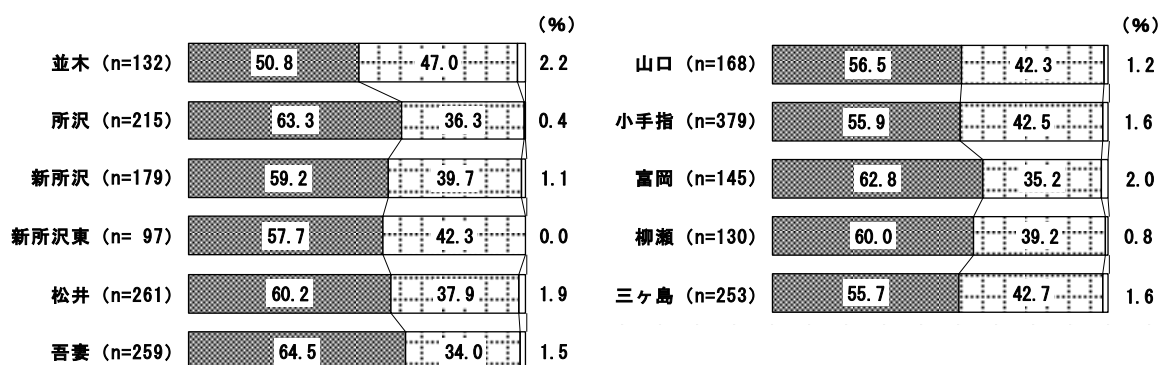 (%)
並木 (n=132) 50.8 47.0 2.2
所沢 (n=215) 63.3 36.3 0.4
新所沢 (n=179) 59.2 39.7 1.1
新所沢東 (n= 97) 57.7 42.3 0.0
松井 (n=261) 60.2 37.9 1.9
吾妻 (n=259) 64.5 34.0 1.5
(%)
山口 (n=168) 56.5 42.3 1.2
小手指 (n=379) 55.9 42.5 1.6
富岡 (n=145) 62.8 35.2 2.0
柳瀬 (n=130) 60.0 39.2 0.8
三ヶ島 (n=253) 55.7 42.7 1.6